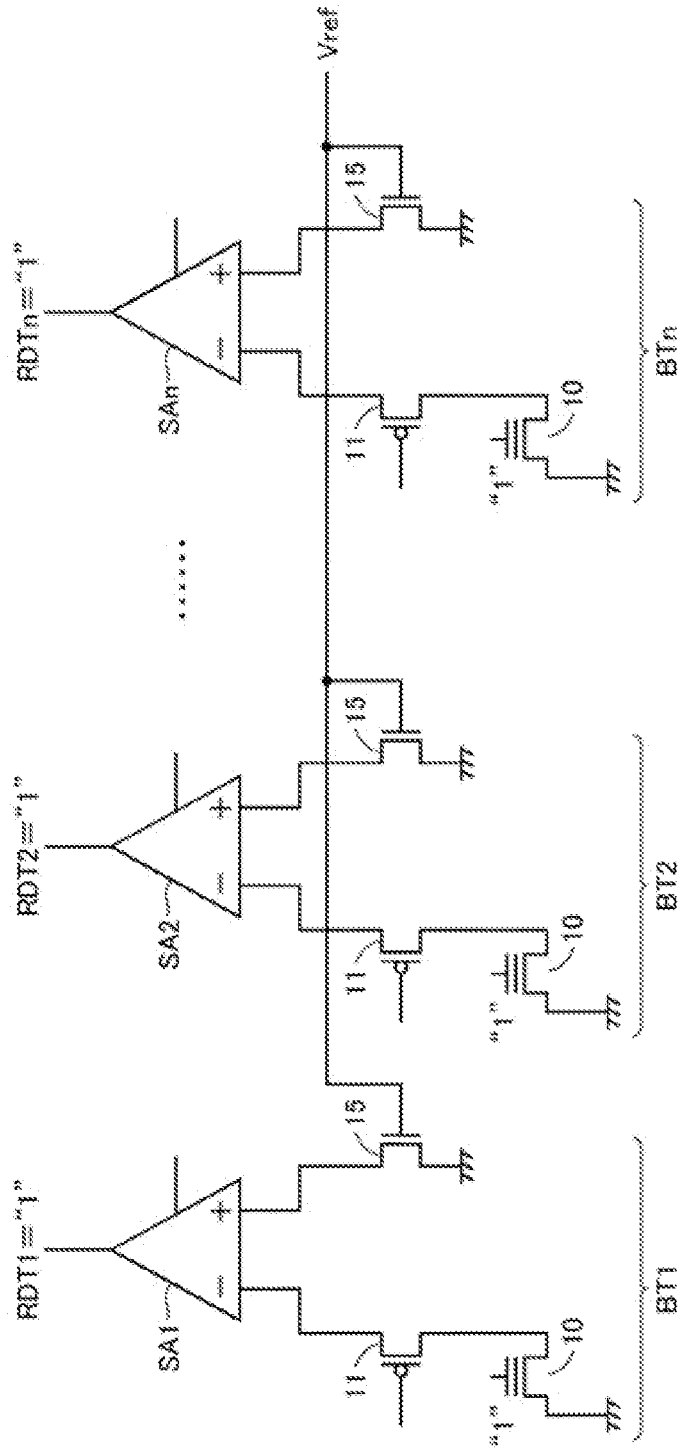 RDT1="1" RDT2="1" RDTn="1"
SA1 − + SA2 − + ...... SAn − +
Vref
11 15 11 15 11 15
"1" 10 "1" 10 "1" 10
BT1 BT2 BTn